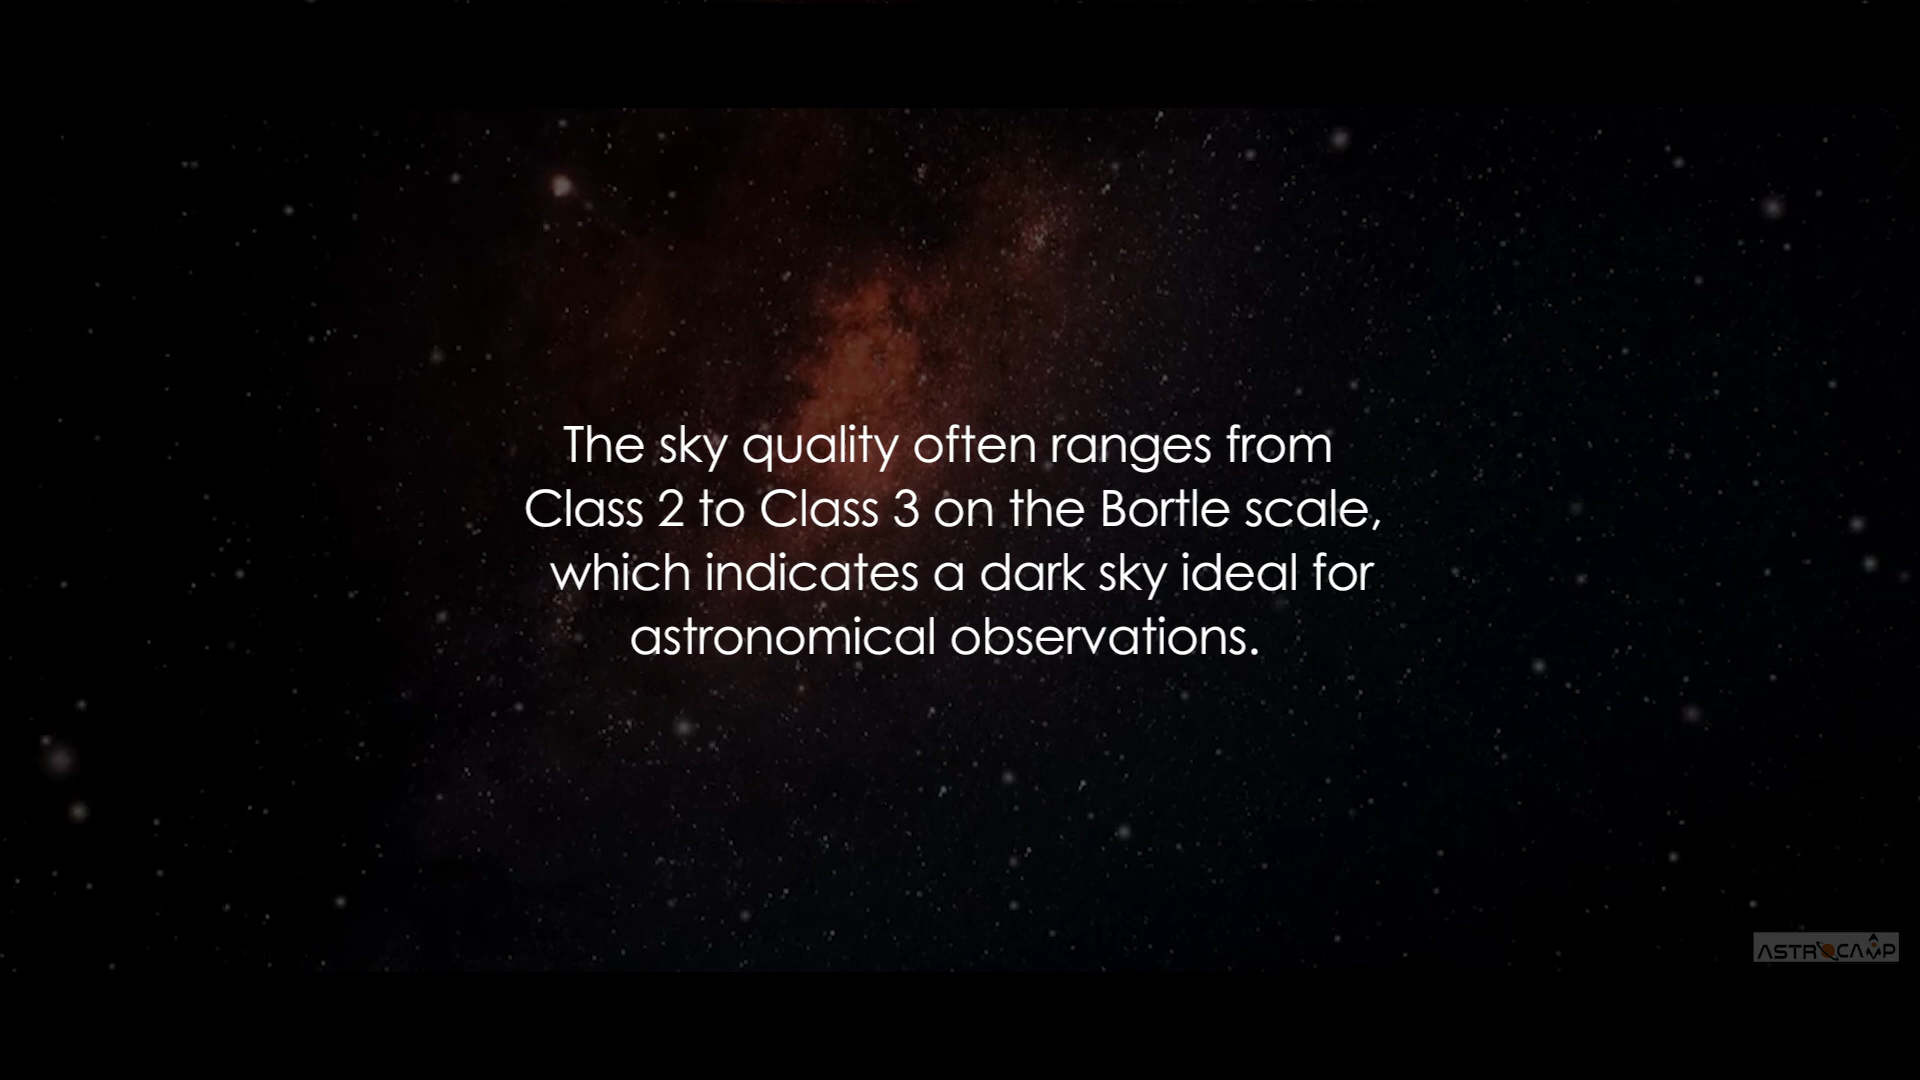 The sky quality often ranges from
Class 2 to Class 3 on the Bortle scale,
which indicates a dark sky ideal for
astronomical observations.
ASTROCAMP